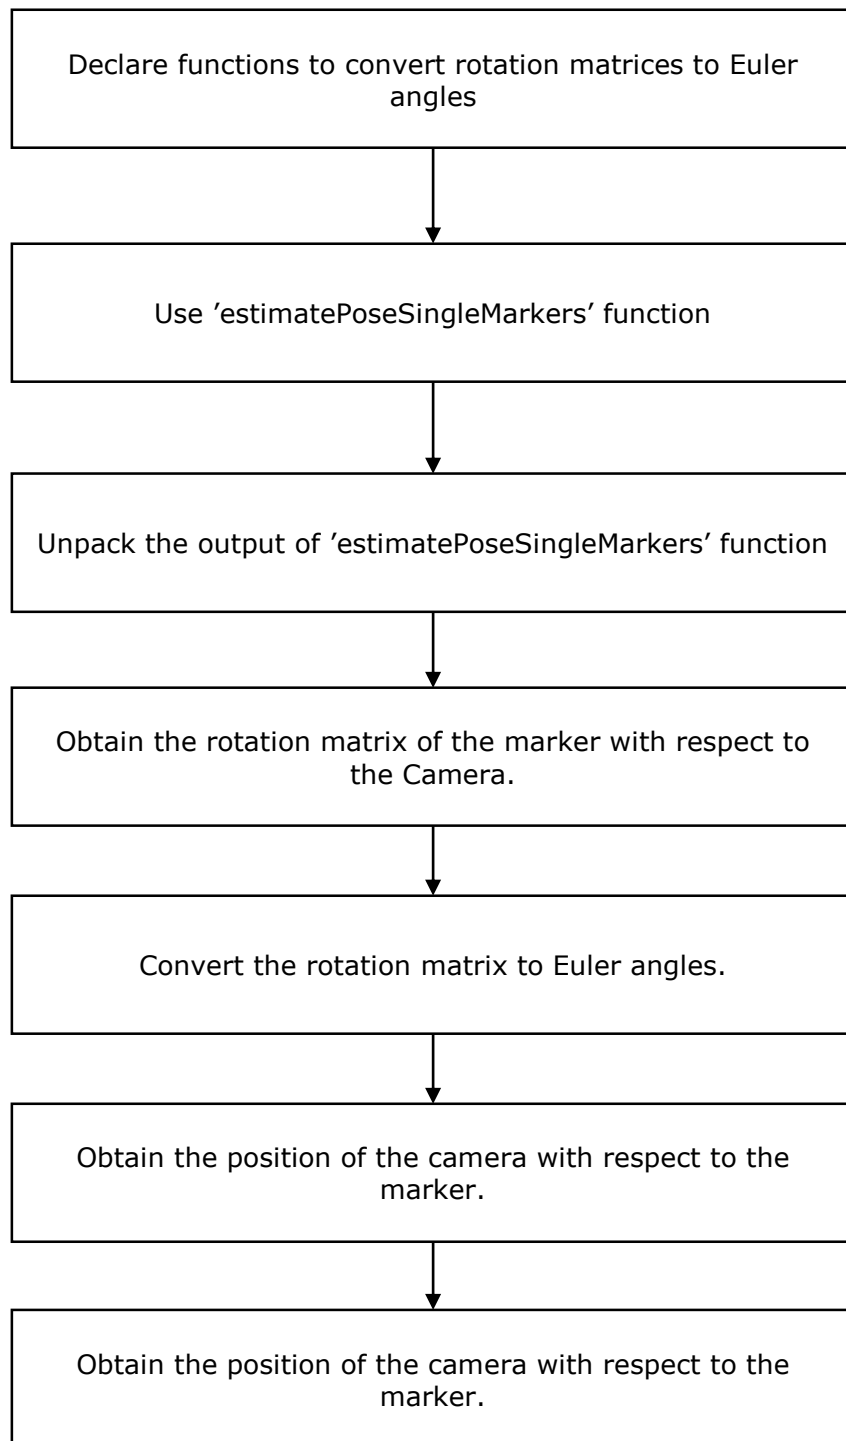 Declare functions to convert rotation matrices to Euler
angles
Use ’estimatePoseSingleMarkers’ function
Unpack the output of ’estimatePoseSingleMarkers’ function
Obtain the rotation matrix of the marker with respect to
the Camera.
Convert the rotation matrix to Euler angles.
Obtain the position of the camera with respect to the
marker.
Obtain the position of the camera with respect to the
marker.